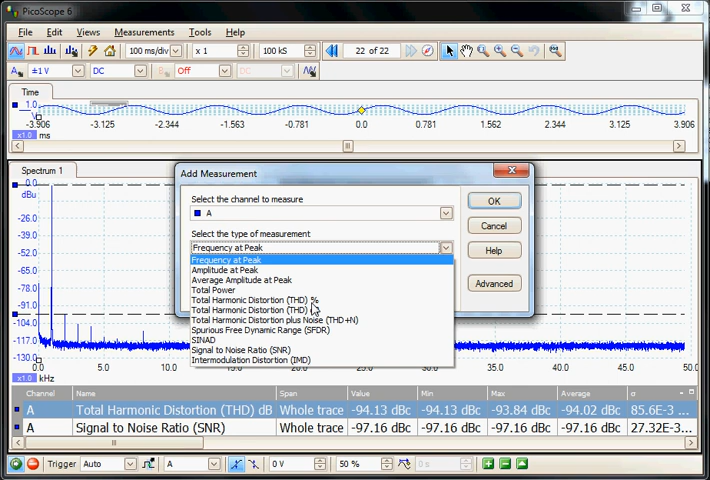 PicoScope 6
File Edit Views Measurements Tools Help
100 ms/div x 1 100 kS 22 of 22
A ±1 V DC Off DC
Time
1.0
V
-3.906 -3.125 -2.344 -1.563 -0.781 0.0 0.781 1.563 2.344 3.125 3.906
x1.0 ms
Spectrum 1
0.0
dBu
-26.0
-39.0
-52.0
-65.0
-78.0
-91.0
-104.0
-117.0
-130.0
0.0 45.0 50.0
x1.0 kHz
Add Measurement
Select the channel to measure
A
Select the type of measurement
Frequency at Peak
Frequency at Peak
Amplitude at Peak
Average Amplitude at Peak
Total Power
Total Harmonic Distortion (THD) %
Total Harmonic Distortion (THD)
Total Harmonic Distortion plus Noise (THD+N)
Spurious Free Dynamic Range (SFDR)
SINAD
Signal to Noise Ratio (SNR)
Intermodulation Distortion (IMD)
OK
Cancel
Help
Advanced
Channel Name Span Value Min Max Average σ
A Total Harmonic Distortion (THD) dB Whole trace -94.13 dBc -94.13 dBc -93.84 dBc -94.02 dBc 85.6E-3 ...
A Signal to Noise Ratio (SNR) Whole trace -97.16 dBc -97.16 dBc -97.16 dBc -97.16 dBc 27.32E-3 ...
Trigger Auto A 0 V 50 % 0 s